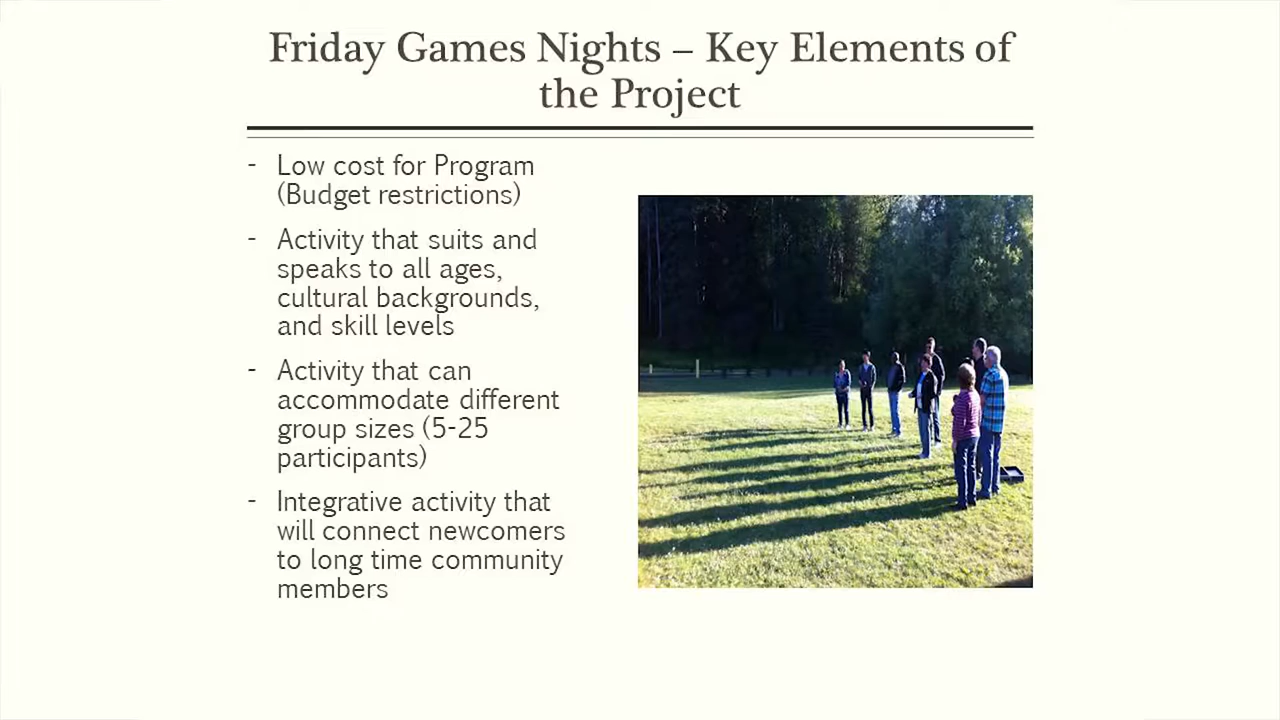 Friday Games Nights – Key Elements of
the Project
- Low cost for Program
(Budget restrictions)
- Activity that suits and
speaks to all ages,
cultural backgrounds,
and skill levels
- Activity that can
accommodate different
group sizes (5-25
participants)
- Integrative activity that
will connect newcomers
to long time community
members